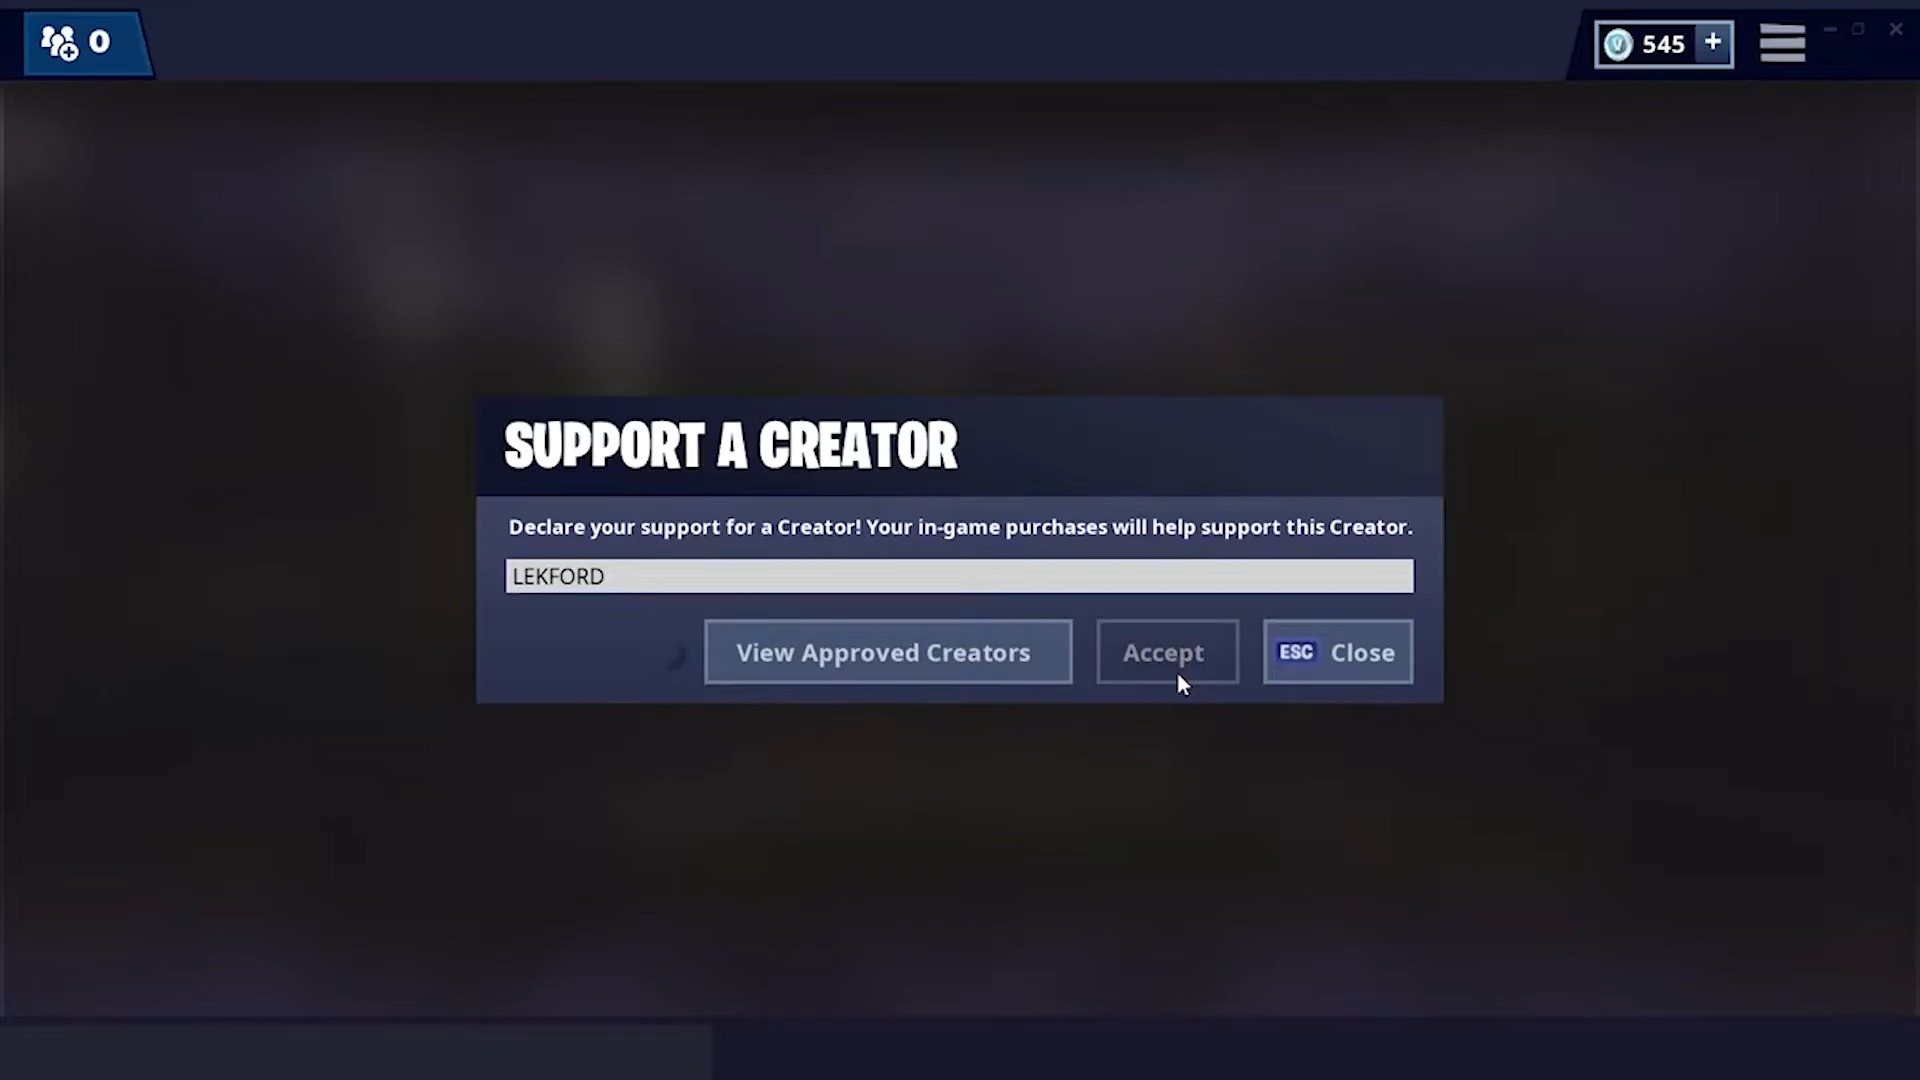 0
545 +
SUPPORT A CREATOR
Declare your support for a Creator! Your in-game purchases will help support this Creator.
LEKFORD
View Approved Creators Accept ESC Close